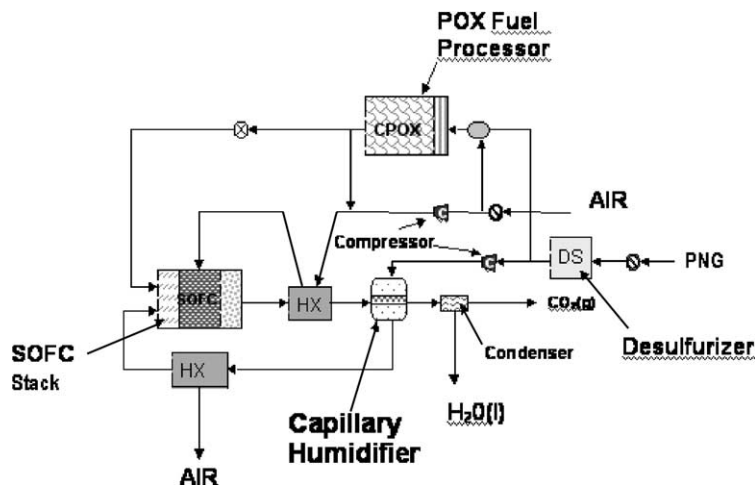 POX Fuel
Processor
CPOX
AIR
Compressor
DS
PNG
SOFC
HX
CO₂(g)
SOFC
Stack
HX
Condenser
Desulfurizer
Capillary
Humidifier
H₂0(l)
AIR